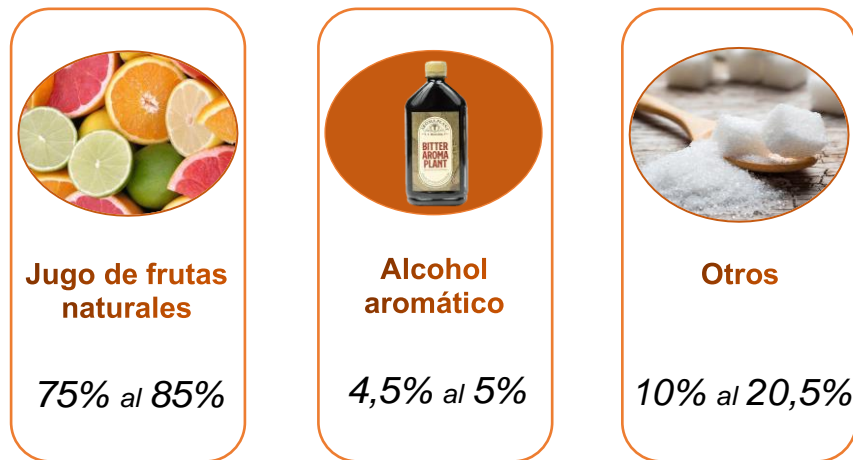 BITTER
AROMA
PLANT
Jugo de frutas
naturales
Alcohol
aromático
Otros
75% al 85%
4,5% al 5%
10% al 20,5%